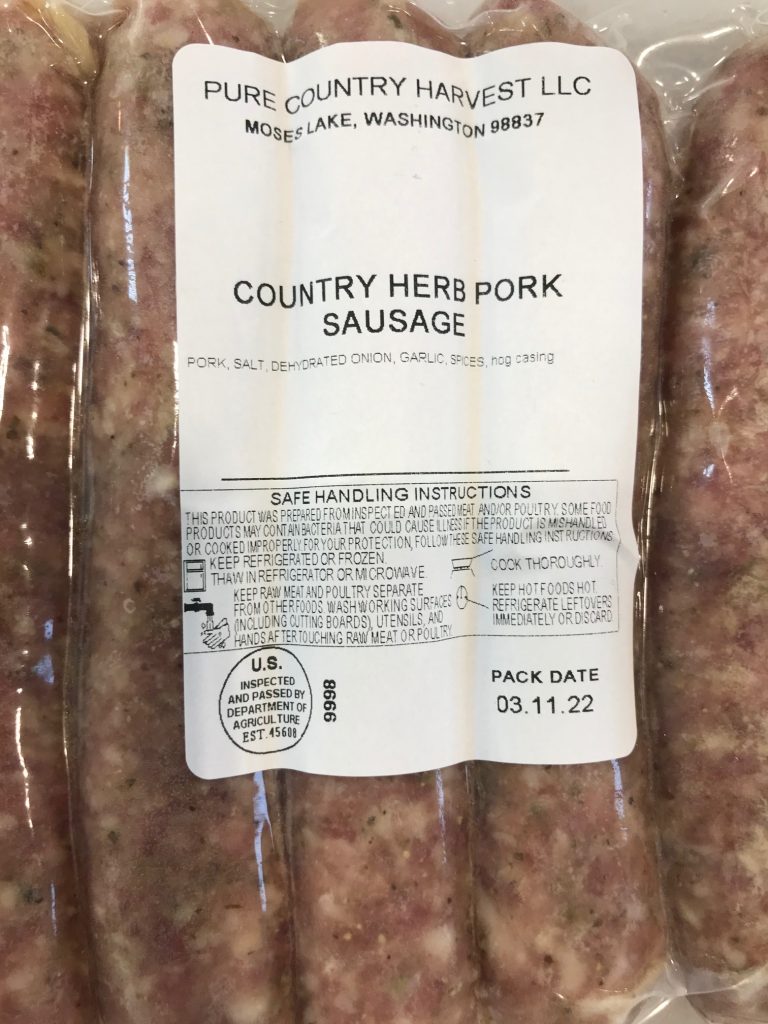 PURE COUNTRY HARVEST LLC
MOSES LAKE, WASHINGTON 98837
COUNTRY HERB PORK
SAUSAGE
PORK, SALT, DEHYDRATED ONION, GARLIC, SPICES, hog casing
SAFE HANDLING INSTRUCTIONS
THIS PRODUCT WAS PREPARED FROM INSPECTED AND PASSED MEAT AND/OR POULTRY. SOME FOOD
PRODUCTS MAY CONTAIN BACTERIA THAT COULD CAUSE ILLNESS IF THE PRODUCT IS MISHANDLED
OR COOKED IMPROPERLY. FOR YOUR PROTECTION, FOLLOW THESE SAFE HANDLING INSTRUCTIONS.
KEEP REFRIGERATED OR FROZEN.
THAW IN REFRIGERATOR OR MICROWAVE.
KEEP RAW MEAT AND POULTRY SEPARATE
FROM OTHER FOODS. WASH WORKING SURFACES
(INCLUDING CUTTING BOARDS), UTENSILS, AND
HANDS AFTER TOUCHING RAW MEAT OR POULTRY.
COOK THOROUGHLY.
KEEP HOT FOODS HOT.
REFRIGERATE LEFTOVERS
IMMEDIATELY OR DISCARD.
U.S.
INSPECTED
AND PASSED BY
DEPARTMENT OF
AGRICULTURE
EST. 45608
9998
PACK DATE
03.11.22